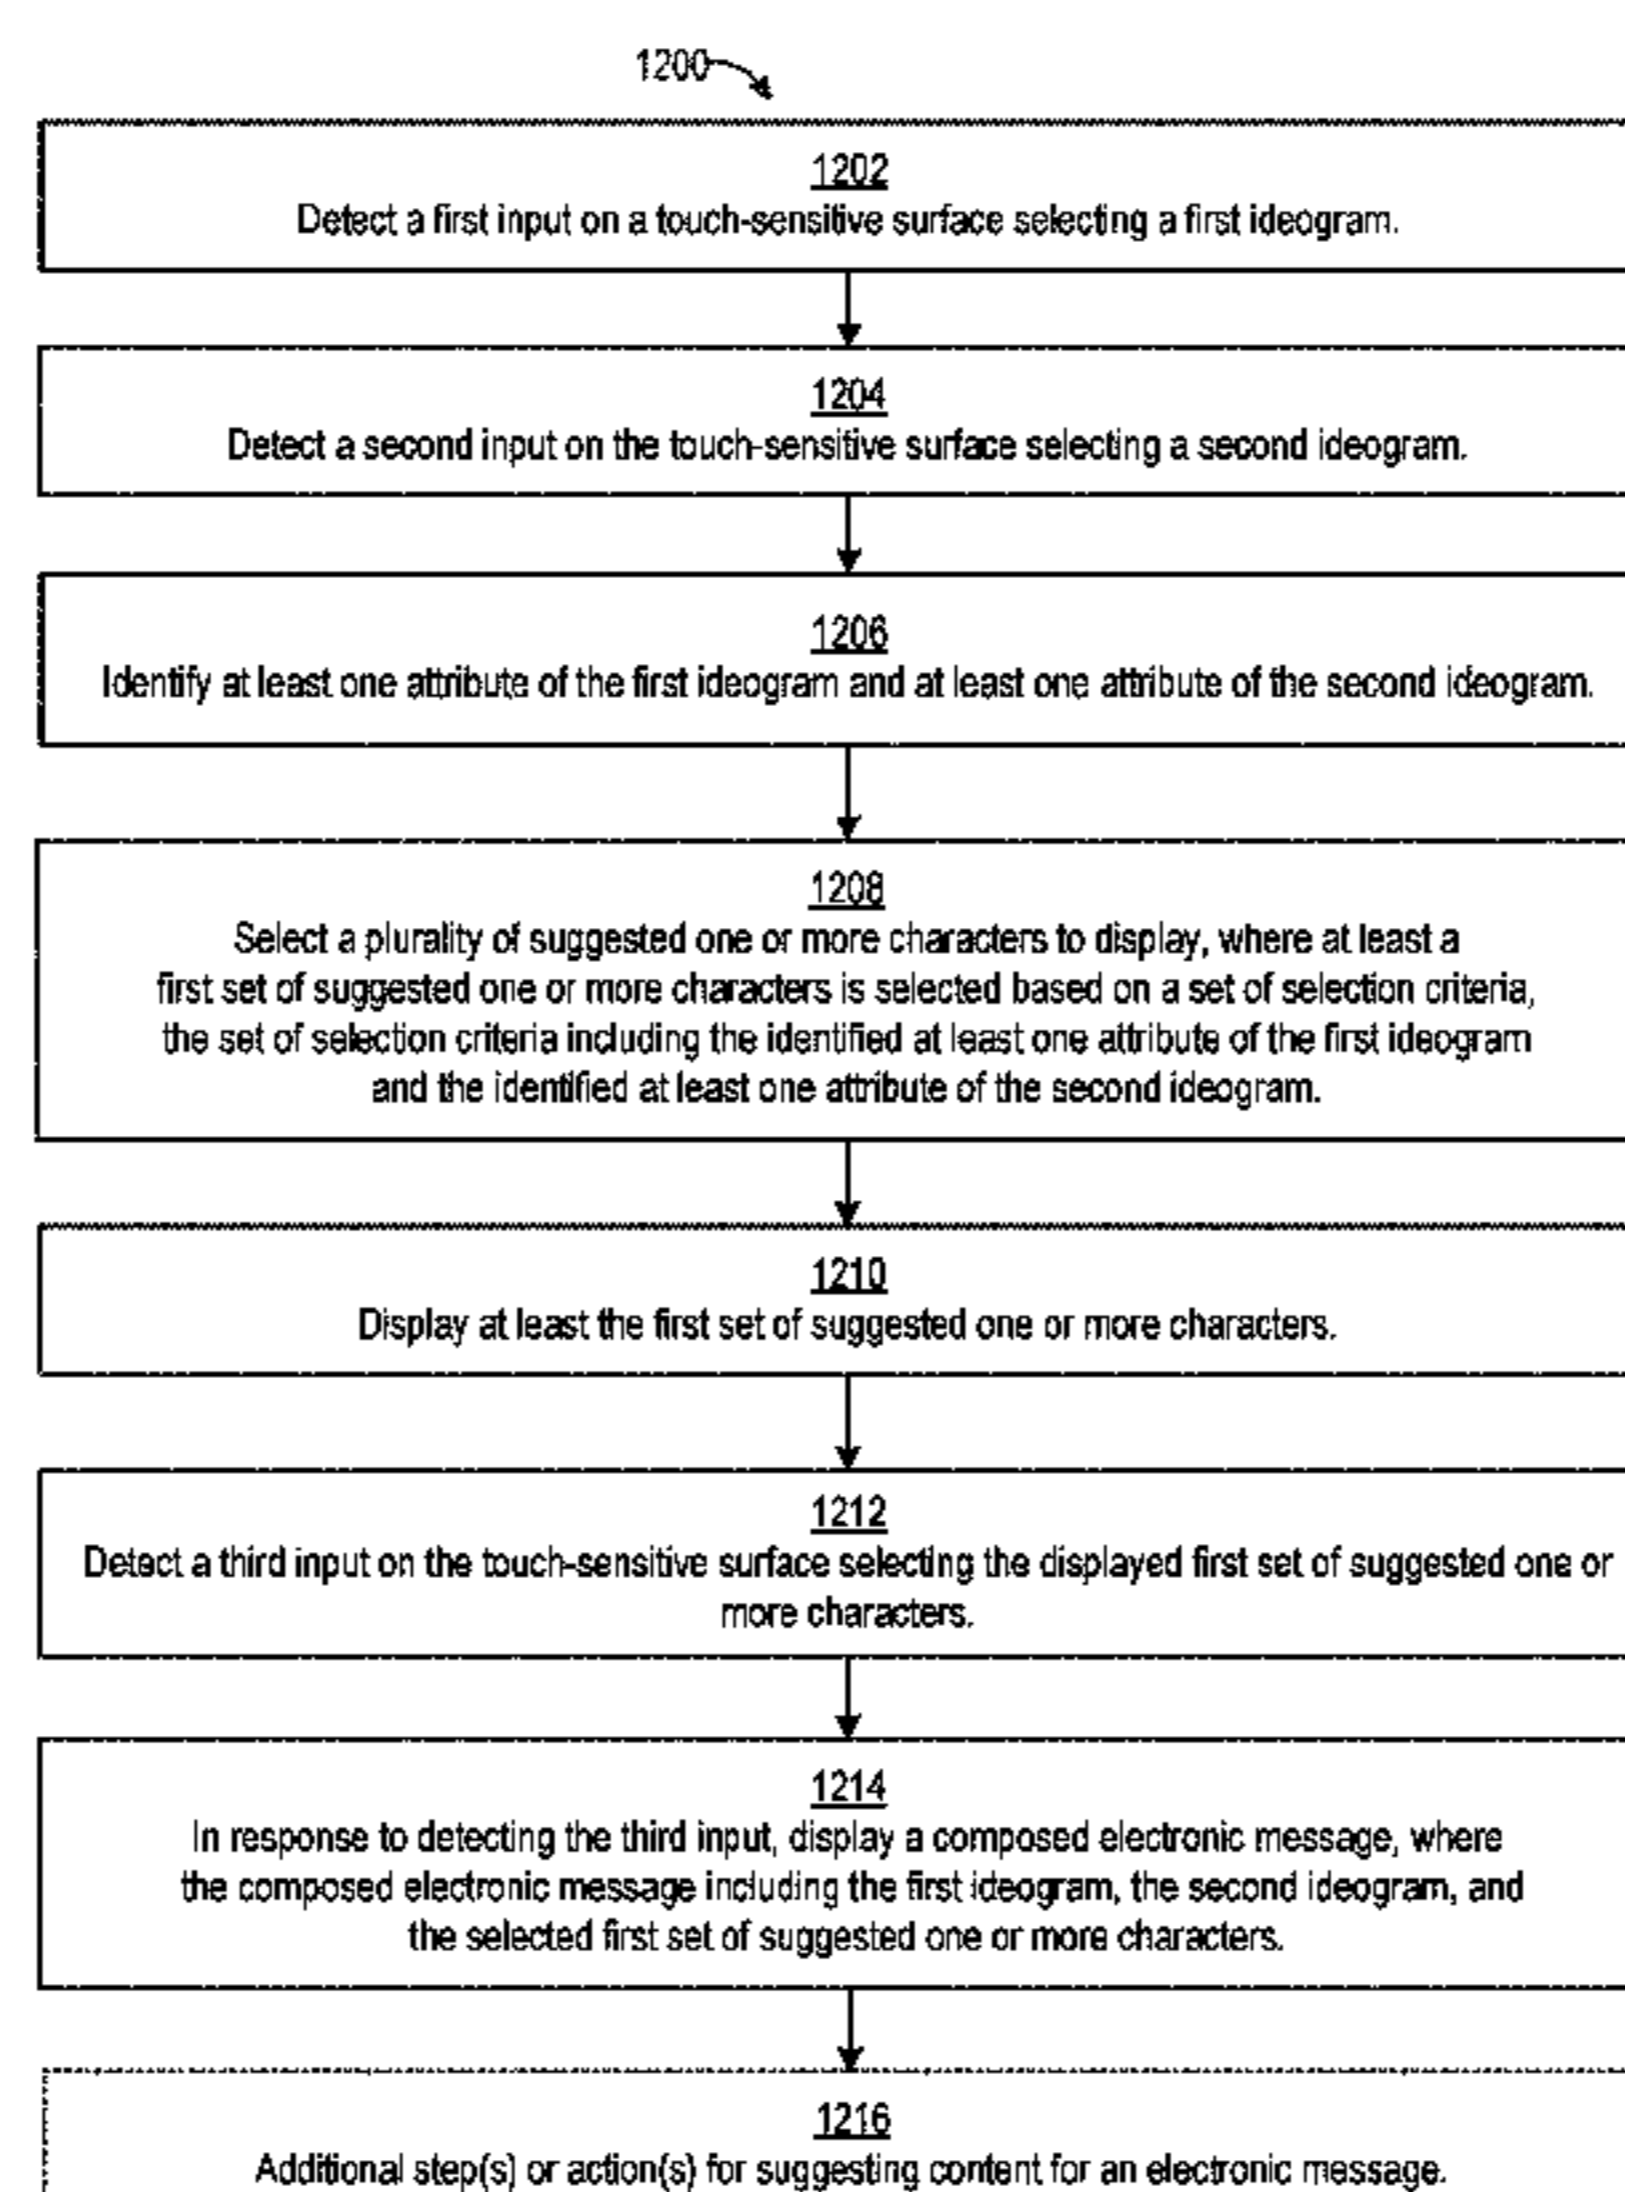 1200
1202
Detect a first input on a touch-sensitive surface selecting a first ideogram.
1204
Detect a second input on the touch-sensitive surface selecting a second ideogram.
1206
Identify at least one attribute of the first ideogram and at least one attribute of the second ideogram.
1208
Select a plurality of suggested one or more characters to display, where at least a
first set of suggested one or more characters is selected based on a set of selection criteria,
the set of selection criteria including the identified at least one attribute of the first ideogram
and the identified at least one attribute of the second ideogram.
1210
Display at least the first set of suggested one or more characters.
1212
Detect a third input on the touch-sensitive surface selecting the displayed first set of suggested one or
more characters.
1214
In response to detecting the third input, display a composed electronic message, where
the composed electronic message including the first ideogram, the second ideogram, and
the selected first set of suggested one or more characters.
1216
Additional step(s) or action(s) for suggesting content for an electronic message.